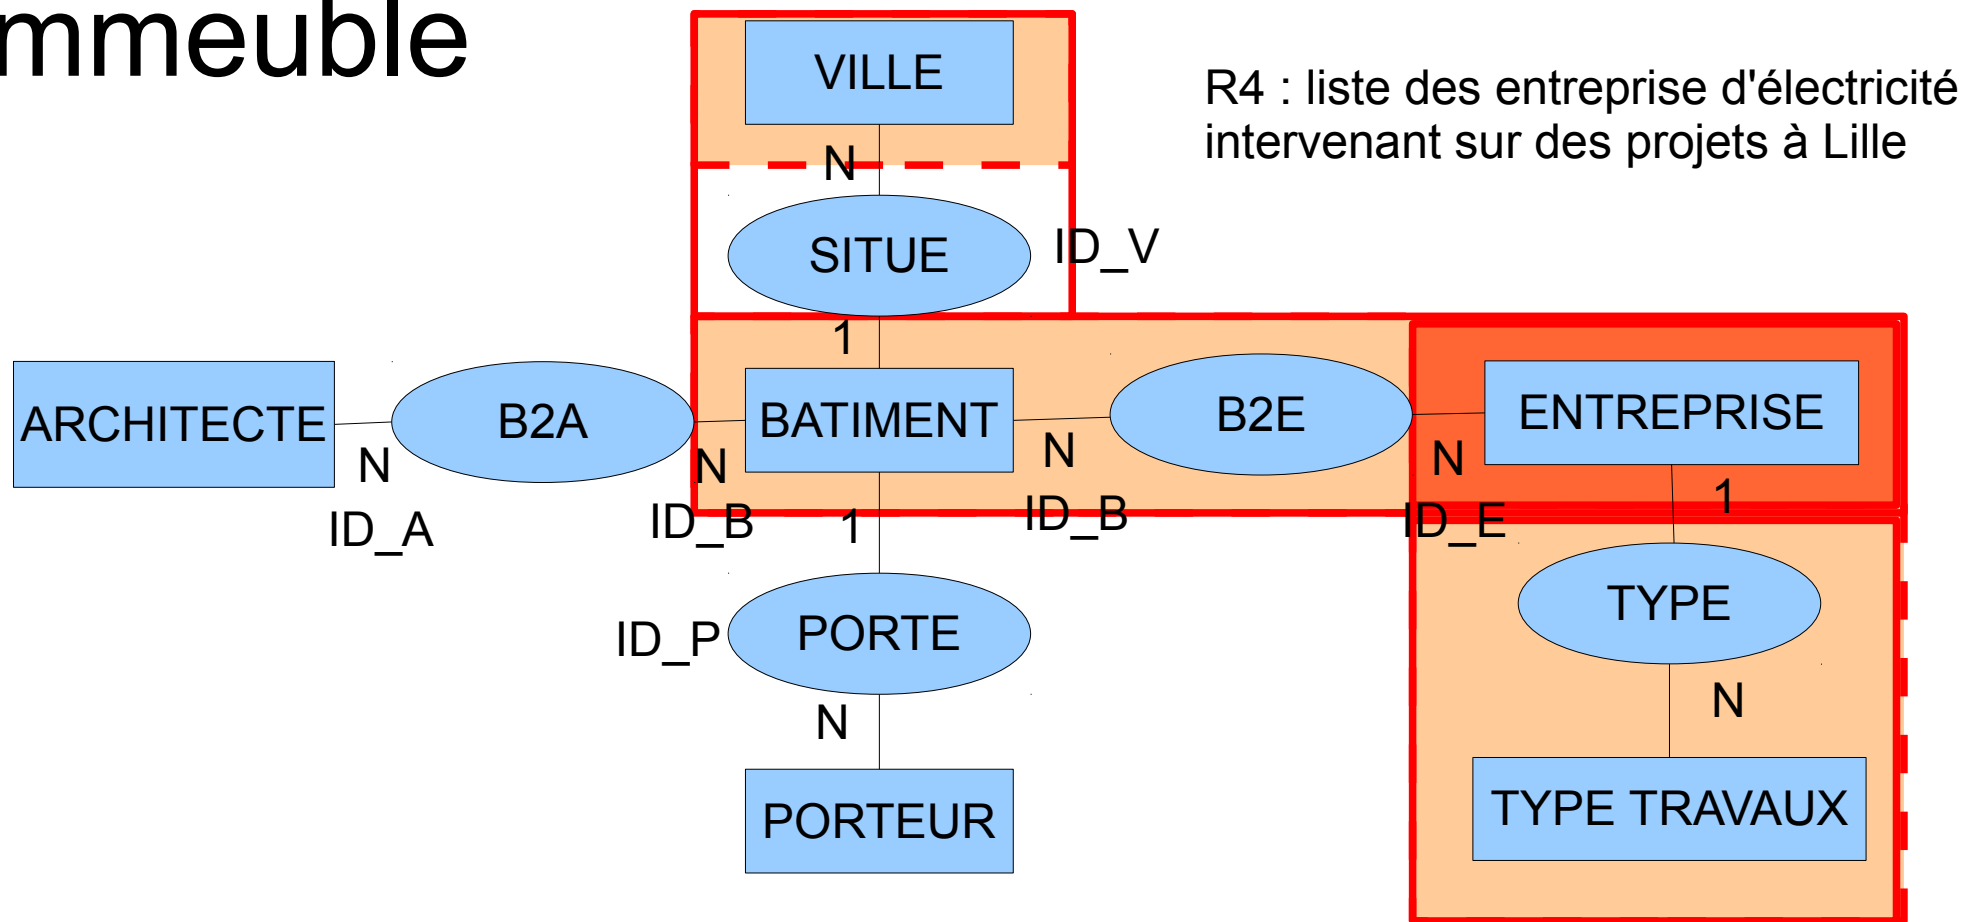 mmeuble
VILLE
R4 : liste des entreprise d'électricité
intervenant sur des projets à Lille
N
SITUE
ID_V
1
ARCHITECTE
B2A
BATIMENT
B2E
ENTREPRISE
N
N
N
N
ID_A
ID_B
1
ID_B
ID_E
1
TYPE
ID_P
PORTE
N
N
PORTEUR
TYPE TRAVAUX